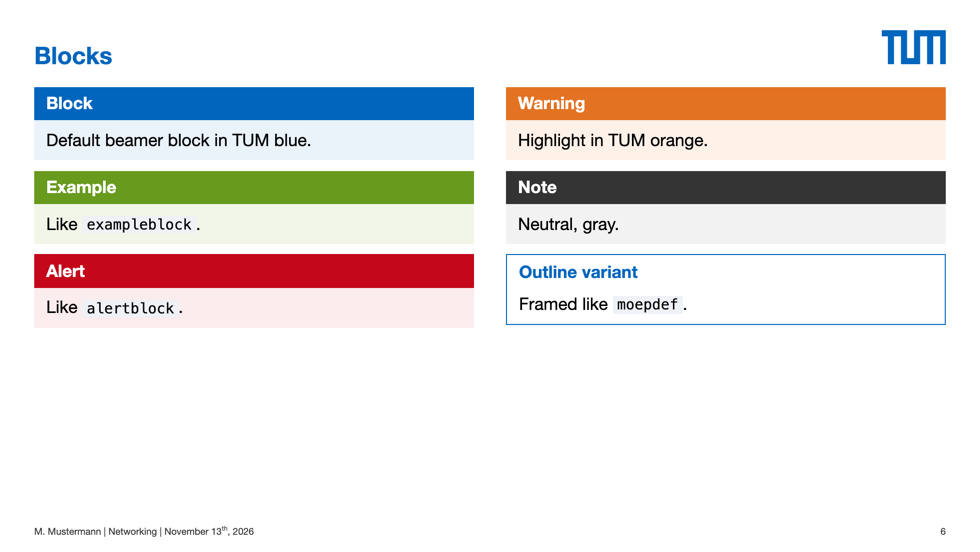 Blocks
TUM
Block
Default beamer block in TUM blue.
Example
Like exampleblock.
Alert
Like alertblock.
Warning
Highlight in TUM orange.
Note
Neutral, gray.
Outline variant
Framed like moepdef.
M. Mustermann | Networking | November 13th, 2026
6